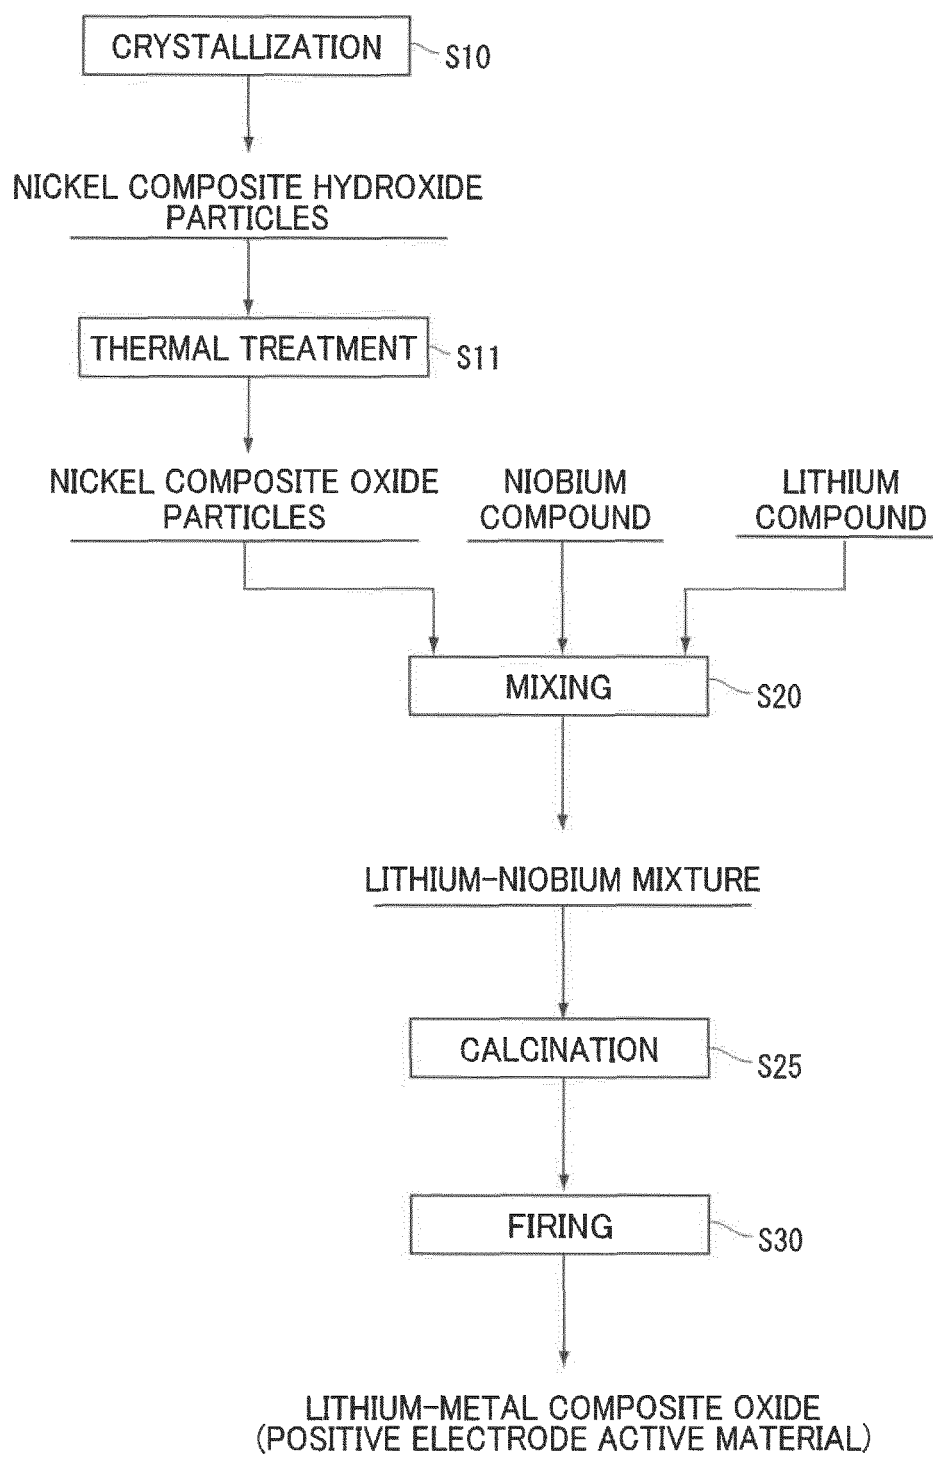 CRYSTALLIZATION
S10
NICKEL COMPOSITE HYDROXIDE
PARTICLES
THERMAL TREATMENT
S11
NICKEL COMPOSITE OXIDE
PARTICLES
NIOBIUM
COMPOUND
LITHIUM
COMPOUND
MIXING
S20
LITHIUM-NIOBIUM MIXTURE
CALCINATION
S25
FIRING
S30
LITHIUM-METAL COMPOSITE OXIDE
(POSITIVE ELECTRODE ACTIVE MATERIAL)